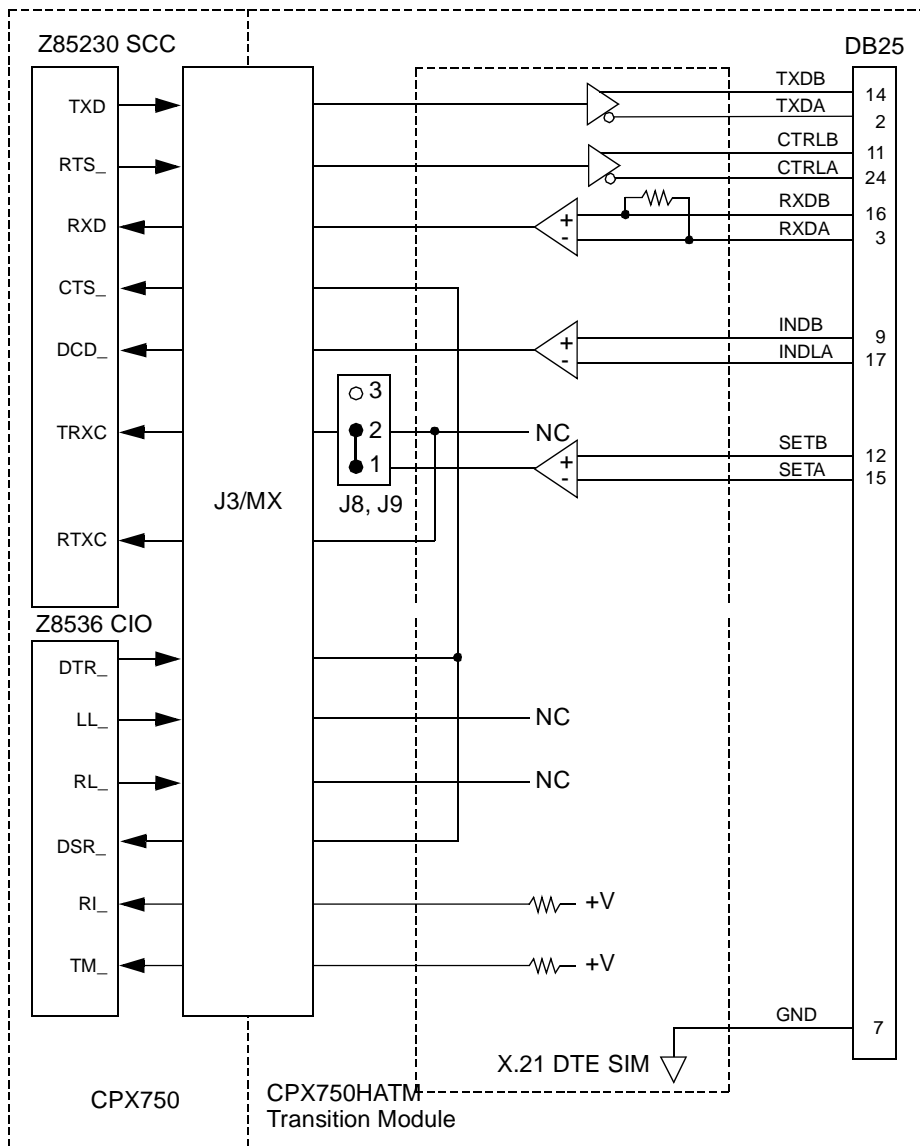 Z85230 SCC
DB25
TXD
RTS_
RXD
CTS_
DCD_
TRXC
RTXC
Z8536 CIO
DTR_
LL_
RL_
DSR_
RI_
TM_
J3/MX
3
2
1
J8, J9
+
-
+
-
NC
+
-
NC
NC
+V
+V
TXDB 14
TXDA 2
CTRLB 11
CTRLA 24
RXDB 16
RXDA 3
INDB 9
INDLA 17
SETB 12
SETA 15
GND 7
X.21 DTE SIM
CPX750
CPX750HATM
Transition Module